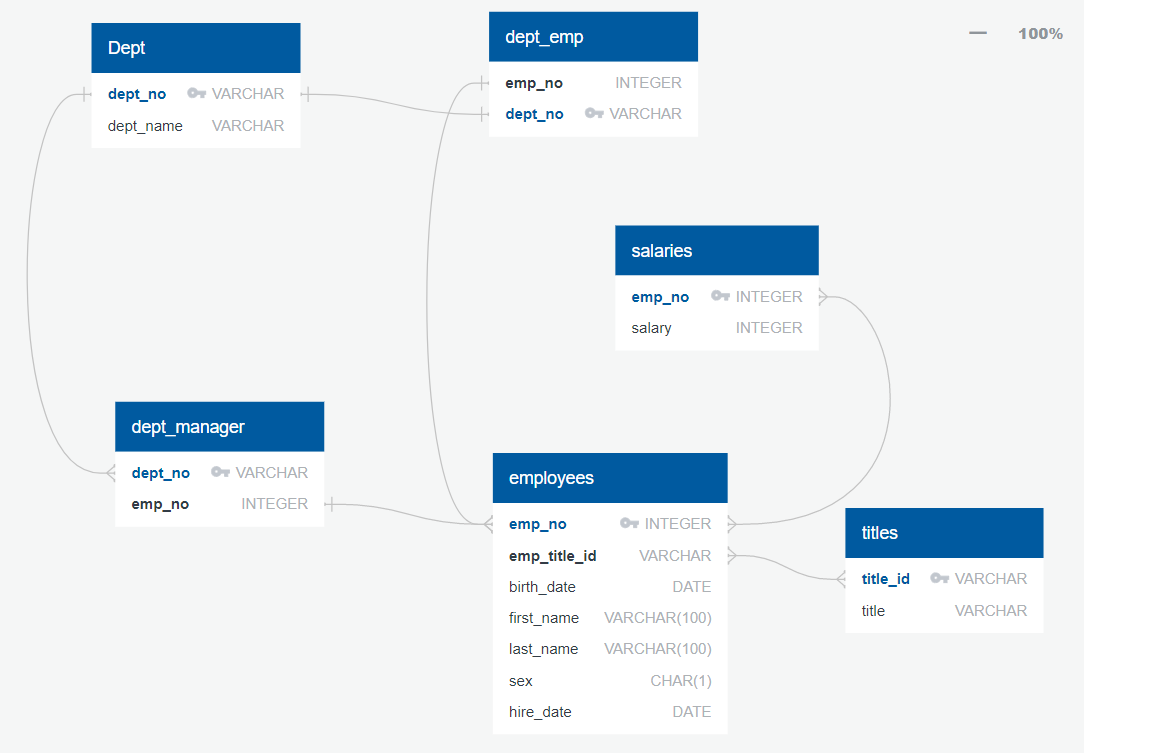 — 100%
Dept
dept_no VARCHAR
dept_name VARCHAR
dept_emp
emp_no INTEGER
dept_no VARCHAR
salaries
emp_no INTEGER
salary INTEGER
dept_manager
dept_no VARCHAR
emp_no INTEGER
employees
emp_no INTEGER
emp_title_id VARCHAR
birth_date DATE
first_name VARCHAR(100)
last_name VARCHAR(100)
sex CHAR(1)
hire_date DATE
titles
title_id VARCHAR
title VARCHAR